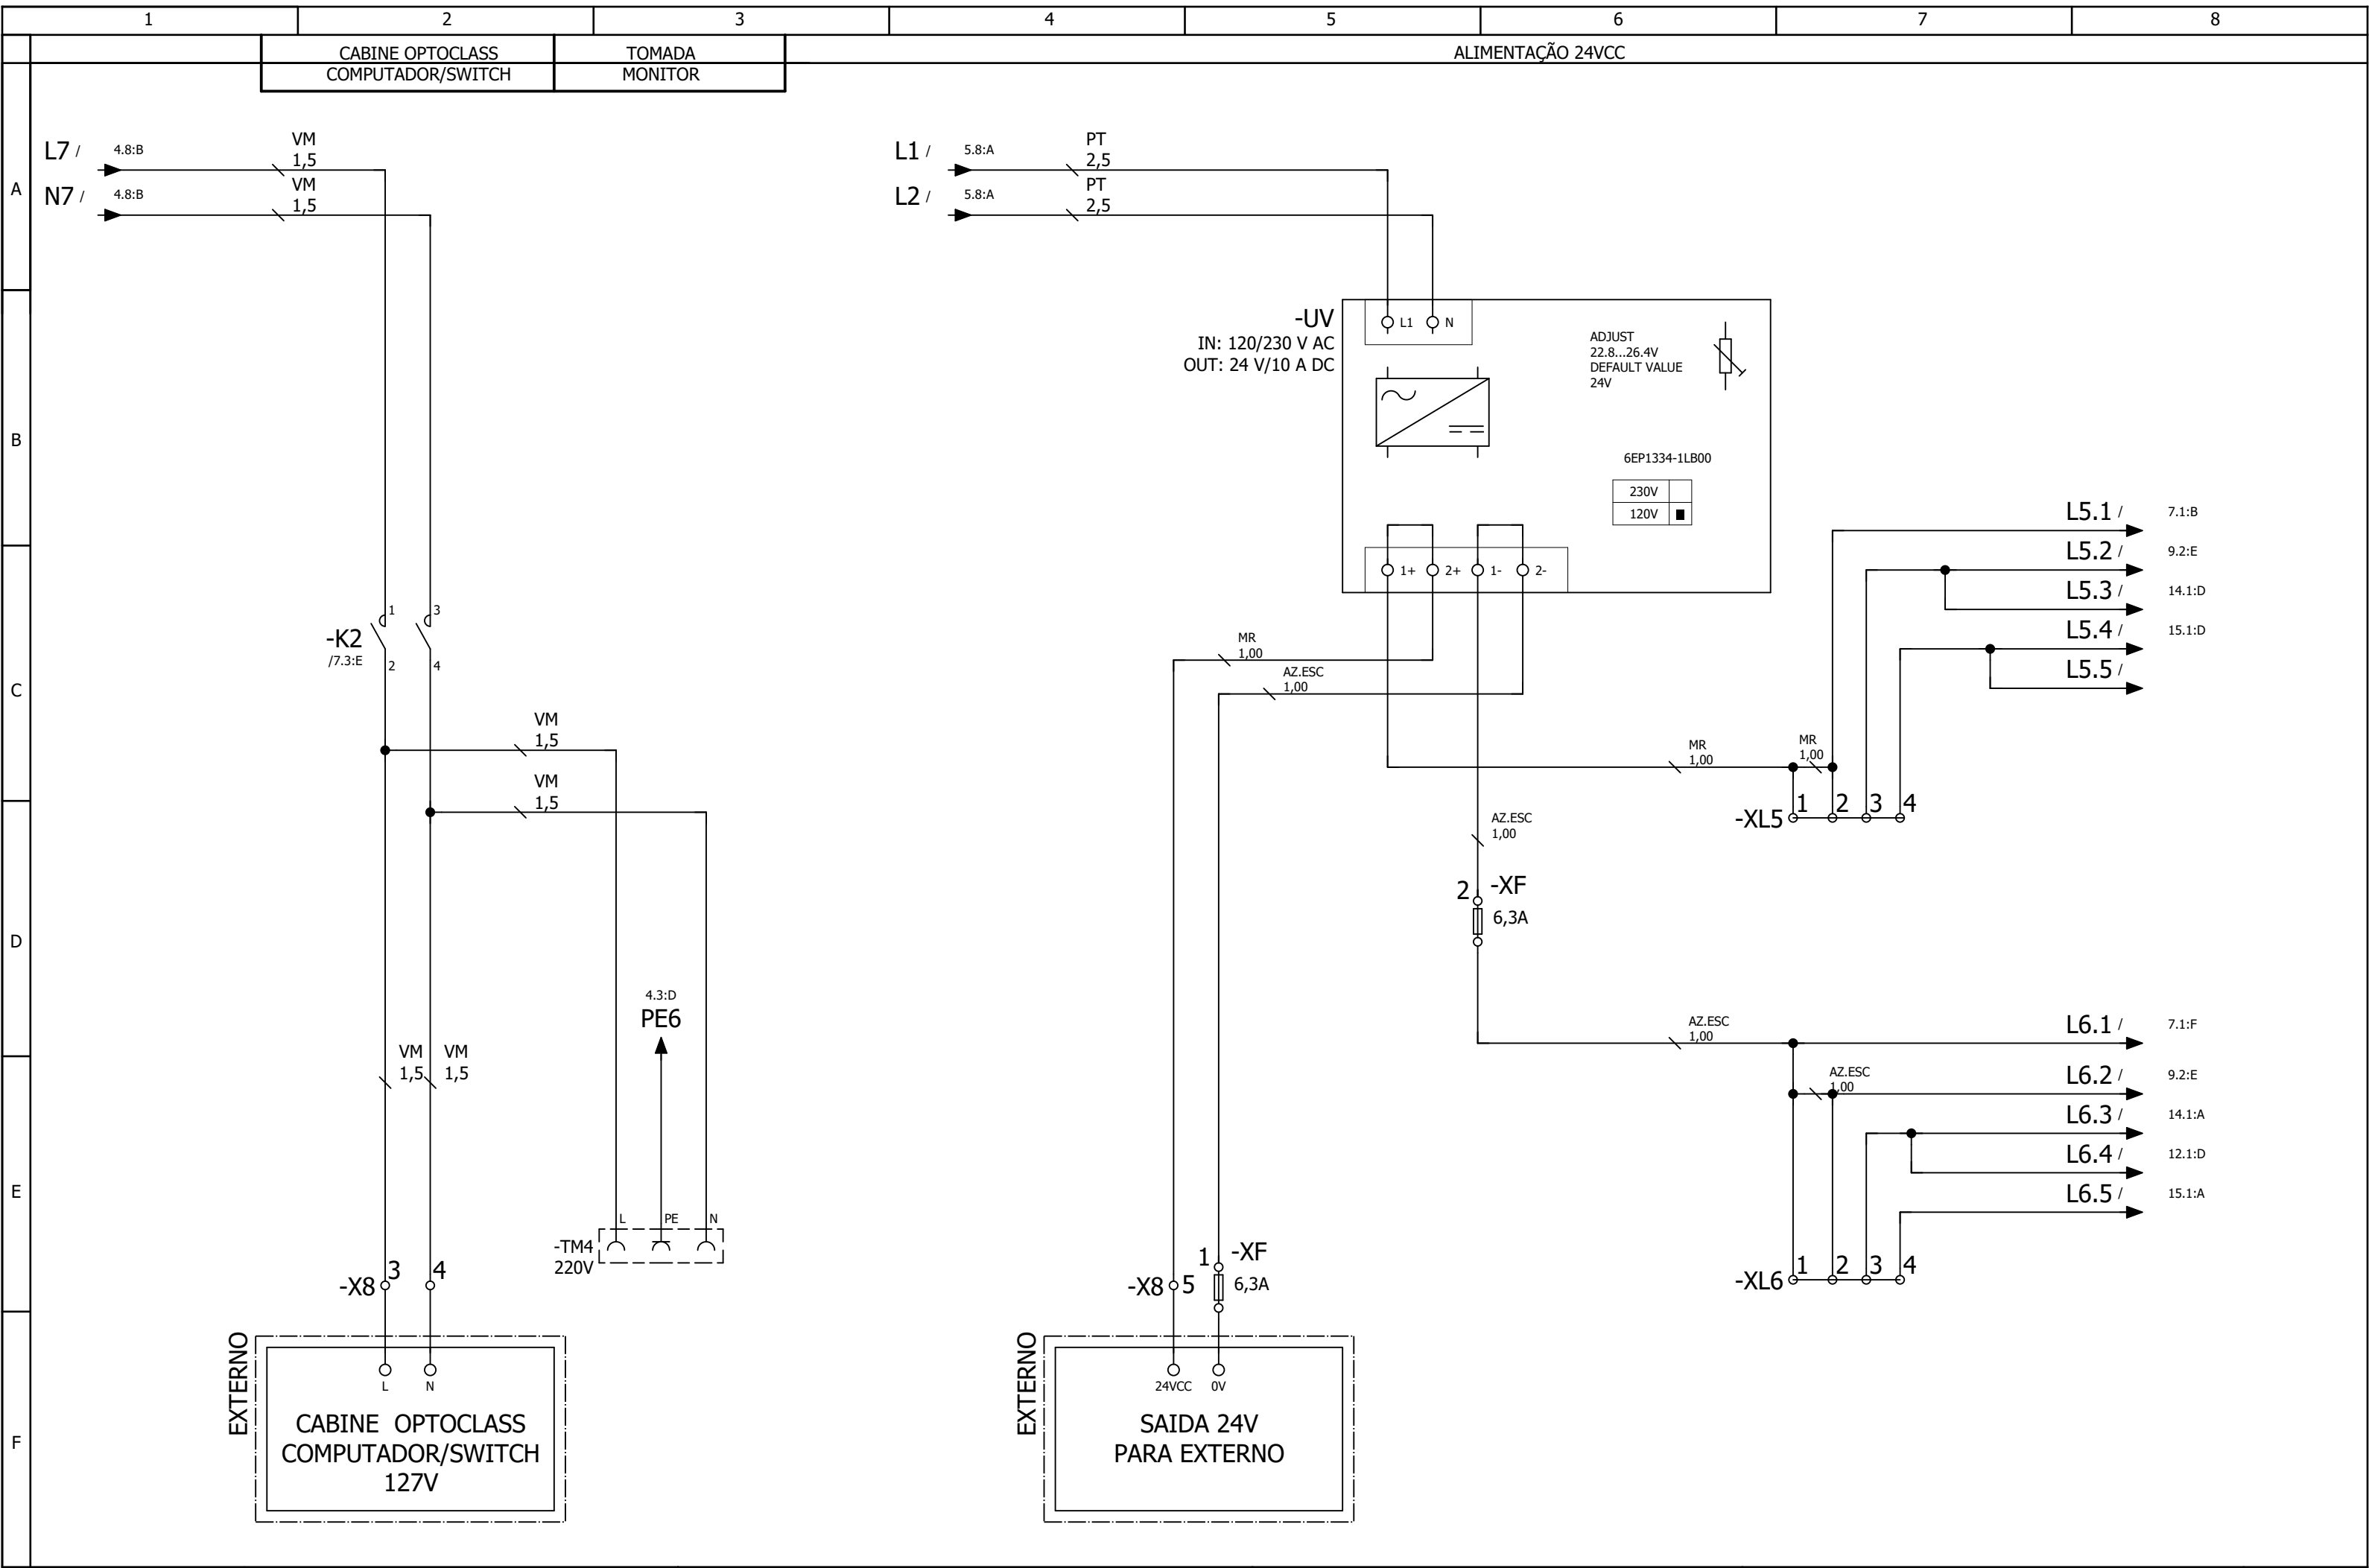 1 2 3 4 5 6 7 8
CABINE OPTOCLASS
COMPUTADOR/SWITCH
TOMADA
MONITOR
ALIMENTAÇÃO 24VCC
A
B
C
D
E
F
L7 / 4.8:B
VM
1,5
N7 / 4.8:B
VM
1,5
-K2
/7.3:E
1
2
3
4
VM
1,5
VM
1,5
4.3:D
PE6
VM
1,5
VM
1,5
L
PE
N
-TM4
220V
-X8
3
4
EXTERNO
L
N
CABINE OPTOCLASS
COMPUTADOR/SWITCH
127V
L1 / 5.8:A
PT
2,5
L2 / 5.8:A
PT
2,5
-UV
IN: 120/230 V AC
OUT: 24 V/10 A DC
L1
N
ADJUST
22.8...26.4V
DEFAULT VALUE
24V
6EP1334-1LB00
230V
120V
1+
2+
1-
2-
MR
1,00
AZ.ESC
1,00
MR
1,00
MR
1,00
AZ.ESC
1,00
2
-XF
6,3A
AZ.ESC
1,00
AZ.ESC
1,00
L5.1 / 7.1:B
L5.2 / 9.2:E
L5.3 / 14.1:D
L5.4 / 15.1:D
L5.5 /
-XL5
1
2
3
4
L6.1 / 7.1:F
L6.2 / 9.2:E
L6.3 / 14.1:A
L6.4 / 12.1:D
L6.5 / 15.1:A
-XL6
1
2
3
4
-X8
5
1
-XF
6,3A
EXTERNO
24VCC
0V
SAIDA 24V
PARA EXTERNO